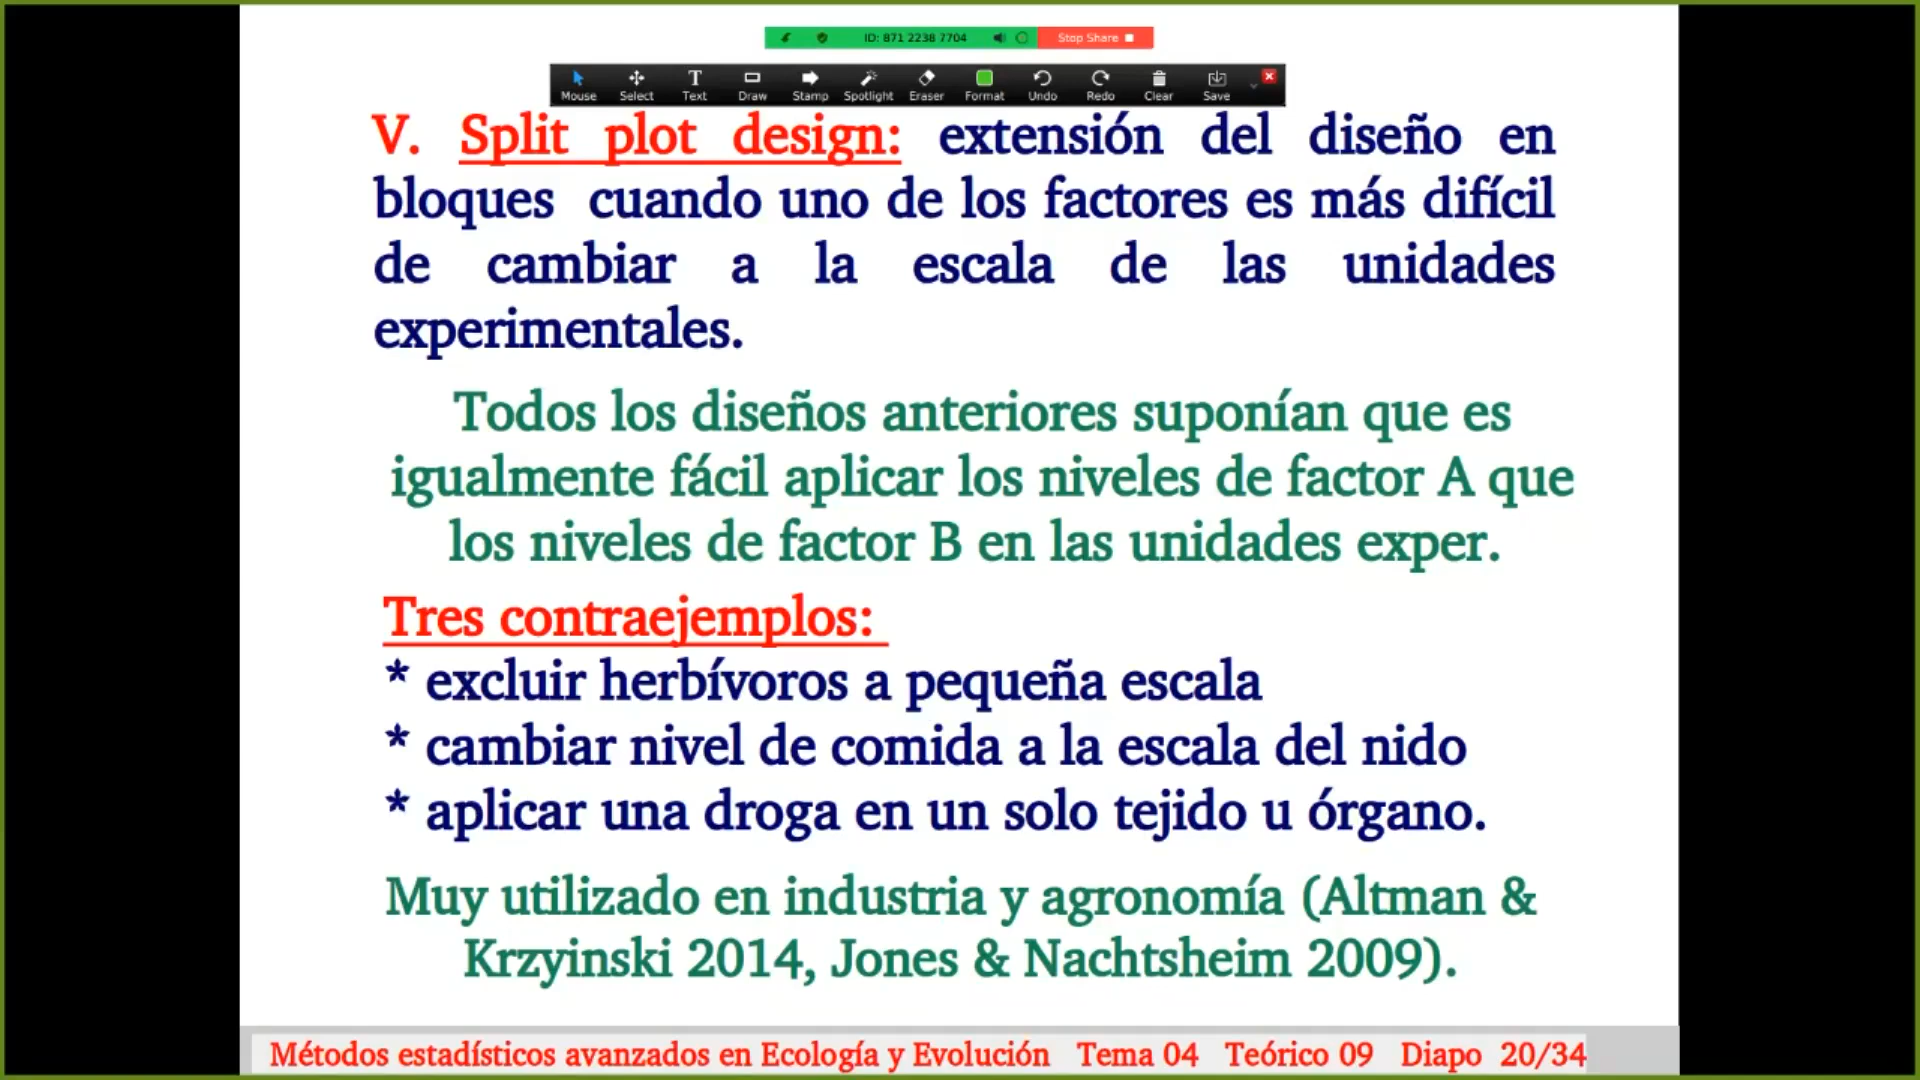 ID: 871 2238 7704 Stop Share
Mouse Select Text Draw Stamp Spotlight Eraser Format Undo Redo Clear Save
V. Split plot design: extensión del diseño en
bloques cuando uno de los factores es más difícil
de cambiar a la escala de las unidades
experimentales.
Todos los diseños anteriores suponían que es
igualmente fácil aplicar los niveles de factor A que
los niveles de factor B en las unidades exper.
Tres contraejemplos:
* excluir herbívoros a pequeña escala
* cambiar nivel de comida a la escala del nido
* aplicar una droga en un solo tejido u órgano.
Muy utilizado en industria y agronomía (Altman &
Krzyinski 2014, Jones & Nachtsheim 2009).
Métodos estadísticos avanzados en Ecología y Evolución Tema 04 Teórico 09 Diapo 20/34